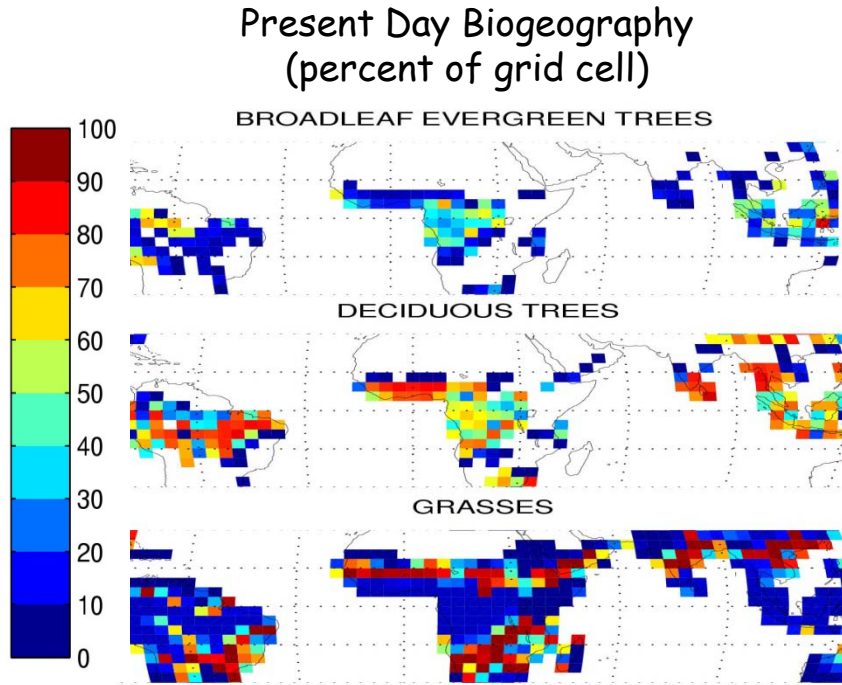 Present Day Biogeography
(percent of grid cell)
BROADLEAF EVERGREEN TREES
100
90
80
70
60
50
40
30
20
10
0
DECIDUOUS TREES
GRASSES